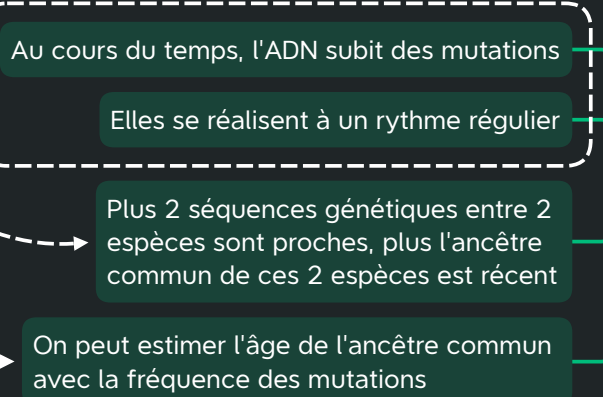 Au cours du temps, l'ADN subit des mutations
Elles se réalisent à un rythme régulier
Plus 2 séquences génétiques entre 2
espèces sont proches, plus l'ancêtre
commun de ces 2 espèces est récent
On peut estimer l'âge de l'ancêtre commun
avec la fréquence des mutations